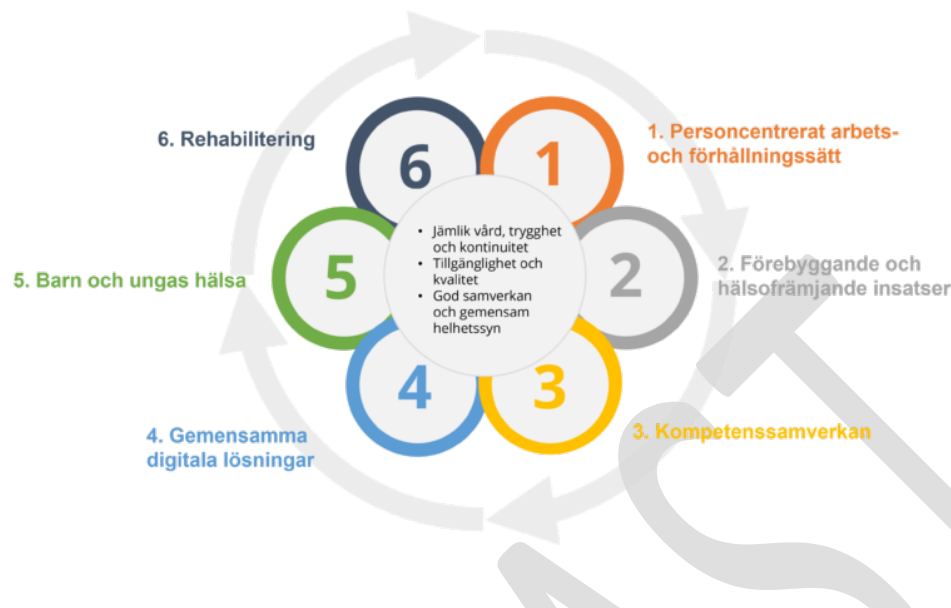 6. Rehabilitering
1. Personcentrerat arbets-
och förhållningssätt
6
1
• Jämlik vård, trygghet
och kontinuitet
• Tillgänglighet och
kvalitet
• God samverkan
och gemensam
helhetssyn
5. Barn och ungas hälsa
5
2
2. Förebyggande och
hälsofrämjande insatser
4
3
4. Gemensamma
digitala lösningar
3. Kompetenssamverkan